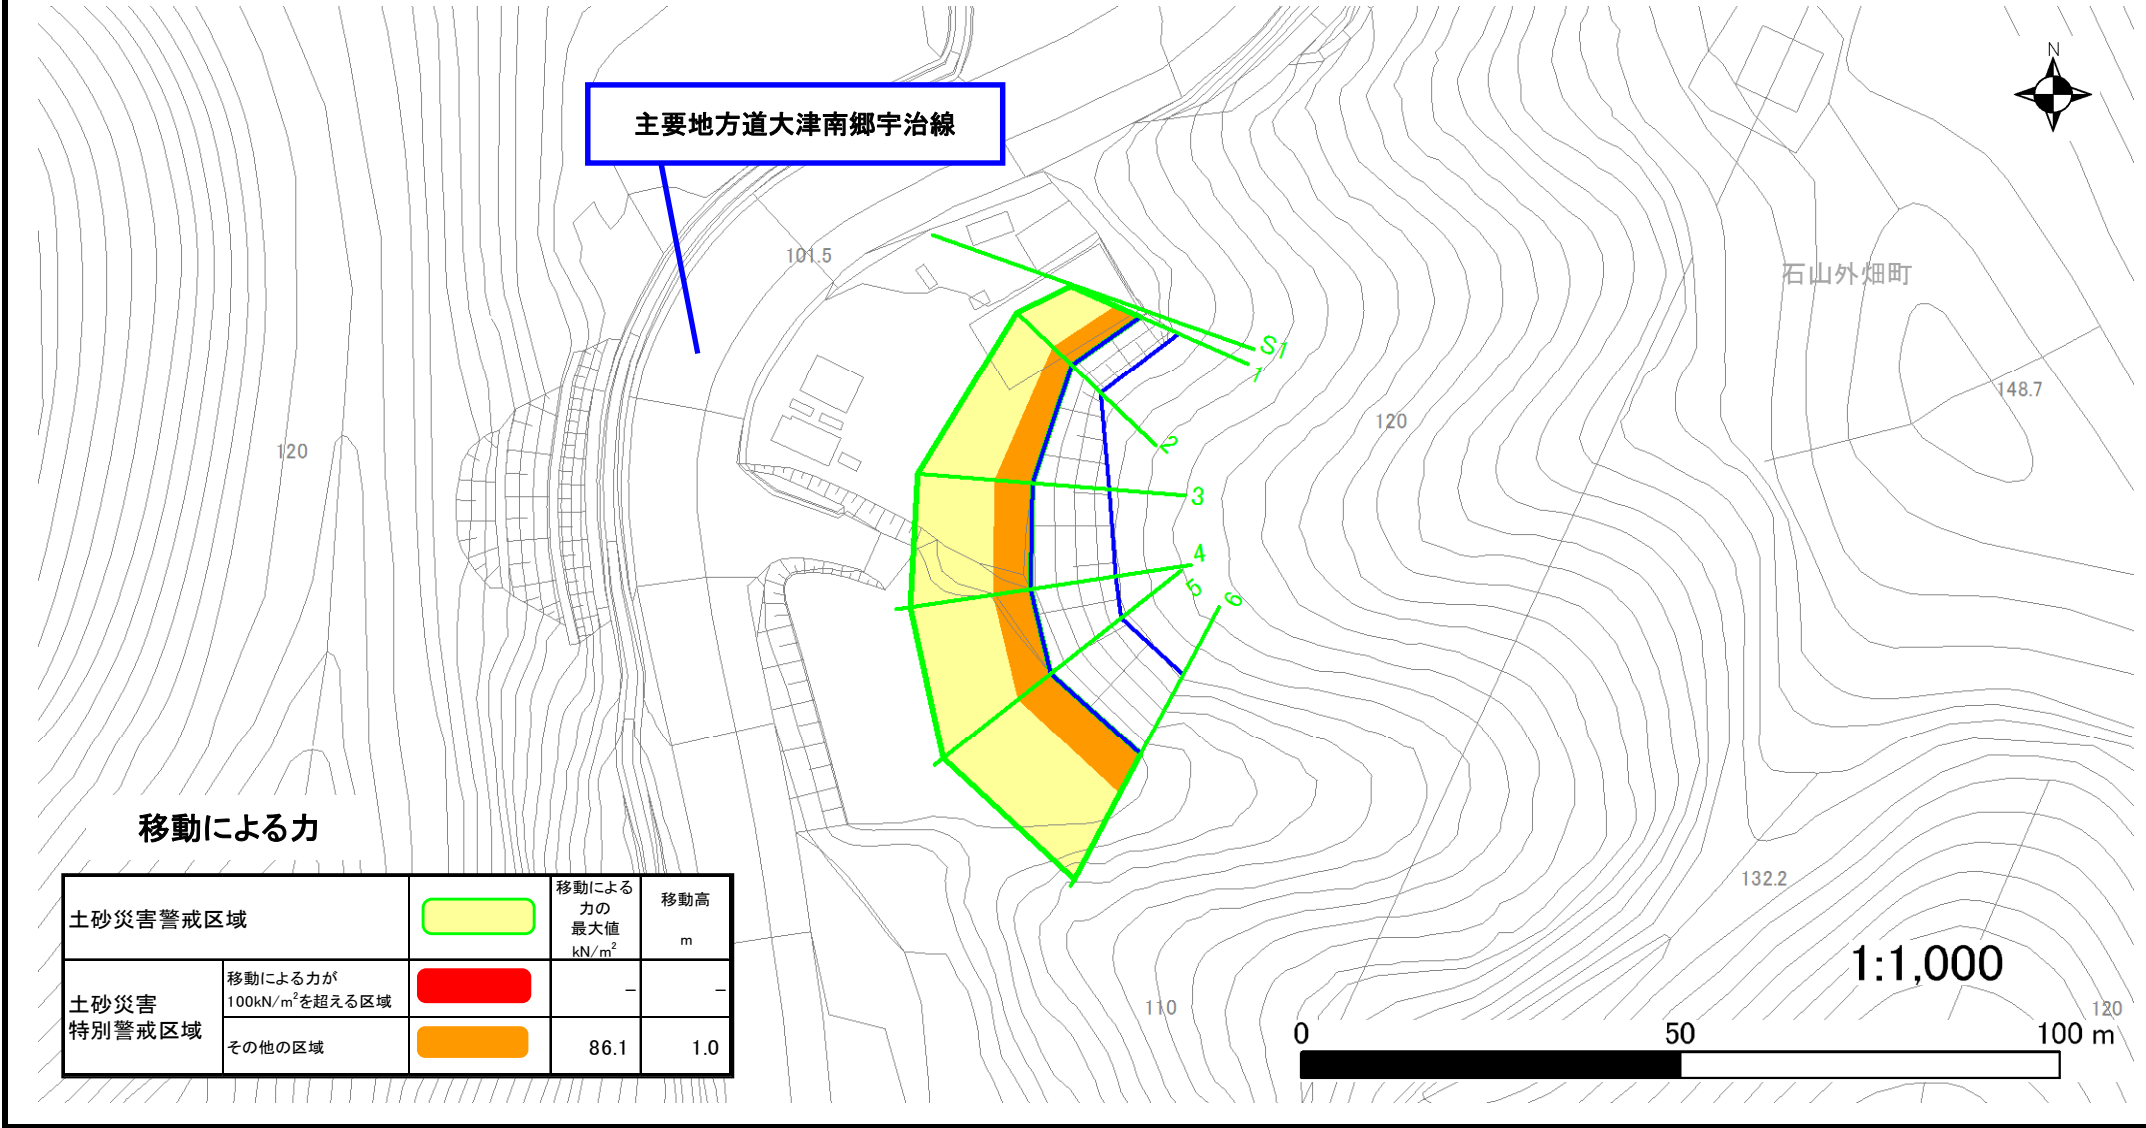 N
主要地方道大津南郷宇治線
101.5
石山外畑町
S1
1
148.7
120
2
120
3
4
5
6
移動による力
132.2
土砂災害警戒区域
移動による
力の
最大値
kN/m²
移動高
m
土砂災害
特別警戒区域
移動による力が
100kN/m²を超える区域
–
–
その他の区域
86.1
1.0
1:1,000
110
120
0
50
100 m